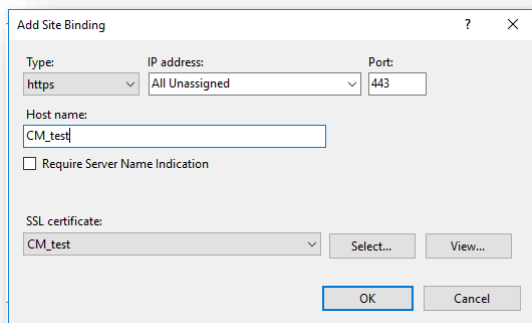 Add Site Binding ? ×
Type: IP address: Port:
https All Unassigned 443
Host name:
CM_test
Require Server Name Indication
SSL certificate:
CM_test Select... View...
OK Cancel